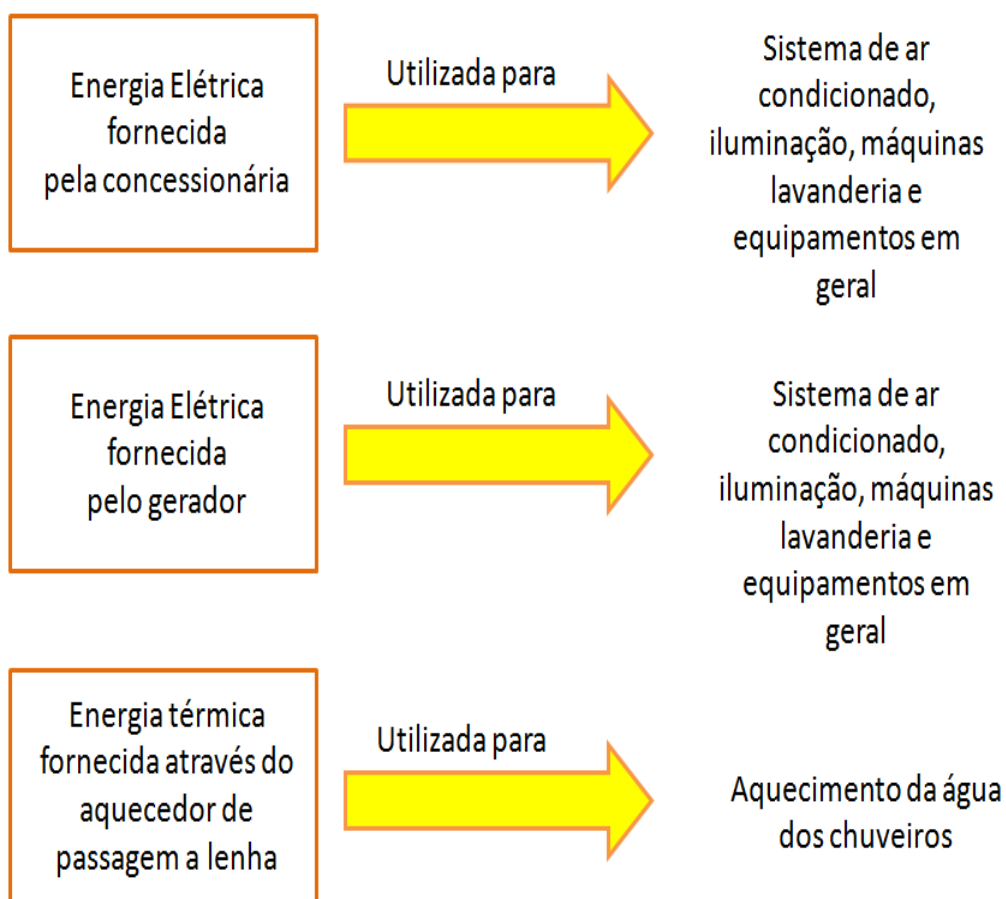 Energia Elétrica
fornecida
pela concessionária
Utilizada para
Sistema de ar
condicionado,
iluminação, máquinas
lavanderia e
equipamentos em
geral
Energia Elétrica
fornecida
pelo gerador
Utilizada para
Sistema de ar
condicionado,
iluminação, máquinas
lavanderia e
equipamentos em
geral
Energia térmica
fornecida através do
aquecedor de
passagem a lenha
Utilizada para
Aquecimento da água
dos chuveiros